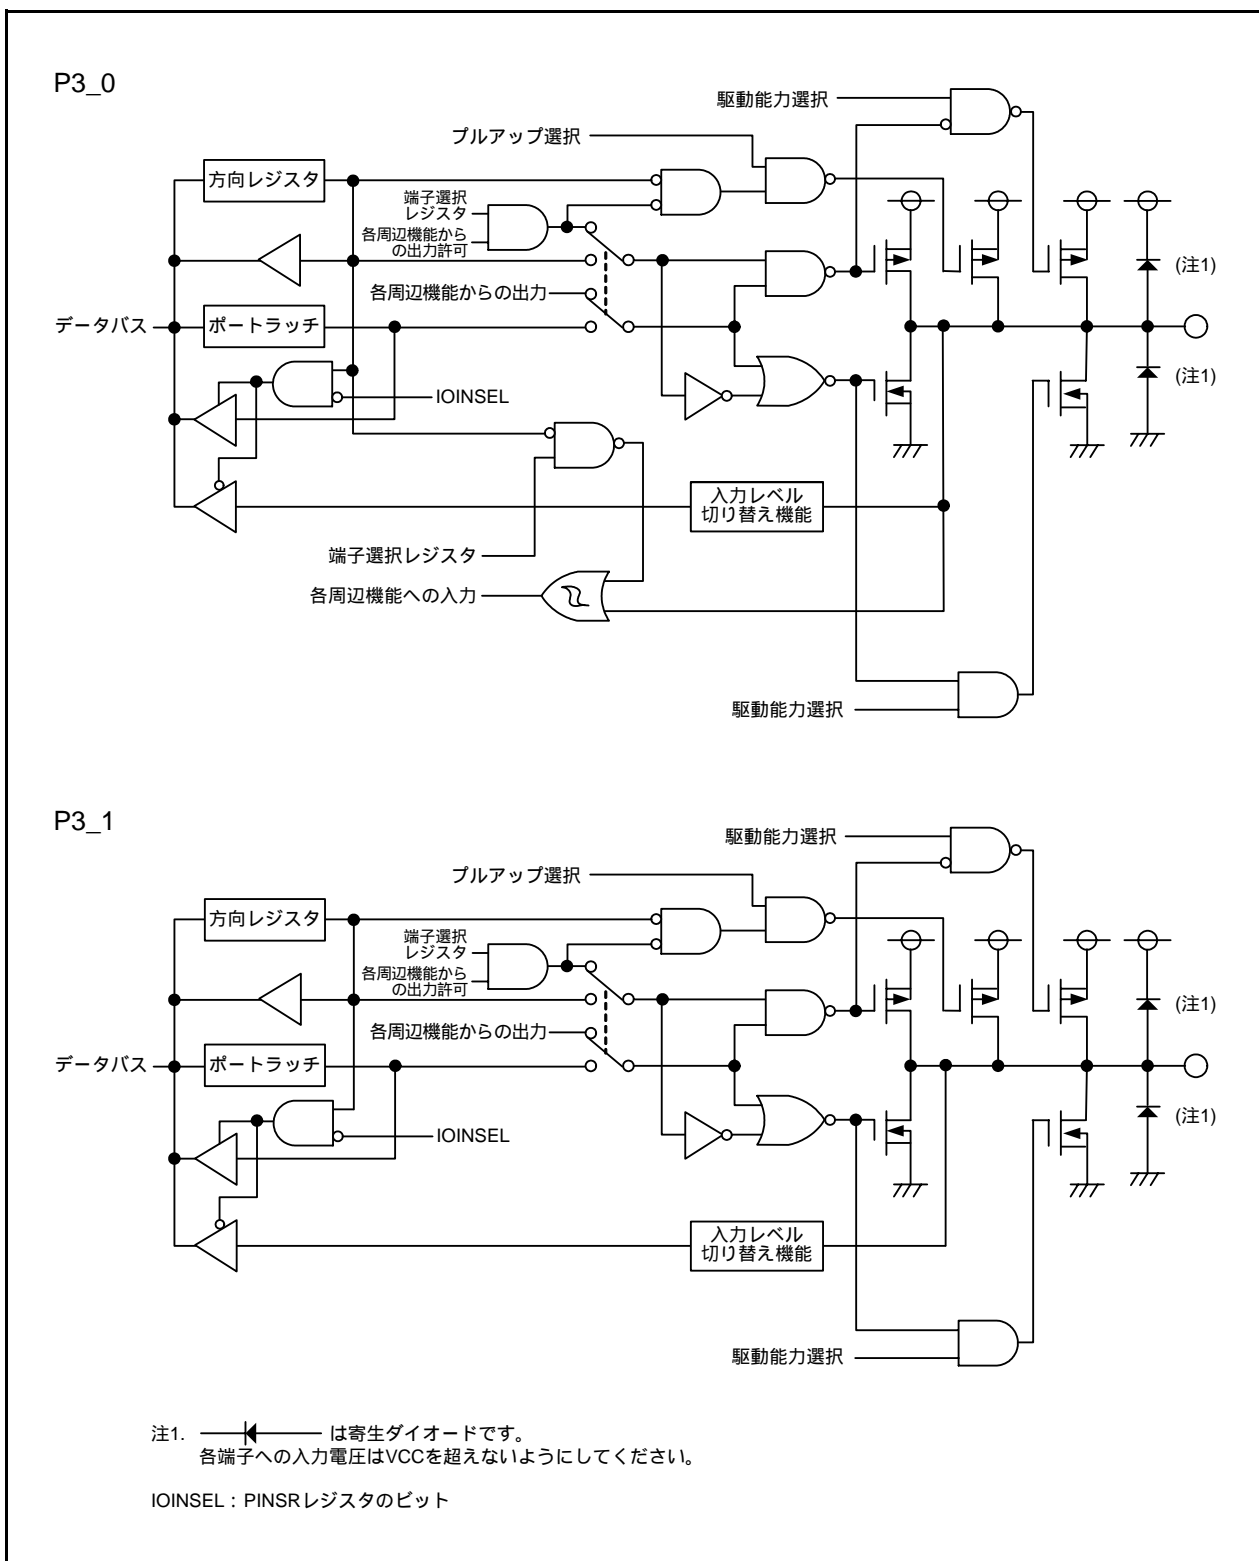 P3_0
駆動能力選択
プルアップ選択
方向レジスタ
端子選択
レジスタ
各周辺機能から
の出力許可
(注1)
各周辺機能からの出力
データバス
ポートラッチ
(注1)
IOINSEL
入力レベル
切り替え機能
端子選択レジスタ
各周辺機能への入力
駆動能力選択
P3_1
駆動能力選択
プルアップ選択
方向レジスタ
端子選択
レジスタ
各周辺機能から
の出力許可
(注1)
各周辺機能からの出力
データバス
ポートラッチ
(注1)
IOINSEL
入力レベル
切り替え機能
駆動能力選択
注1. は寄生ダイオードです。
各端子への入力電圧はVCCを超えないようにしてください。
IOINSEL：PINSRレジスタのビット